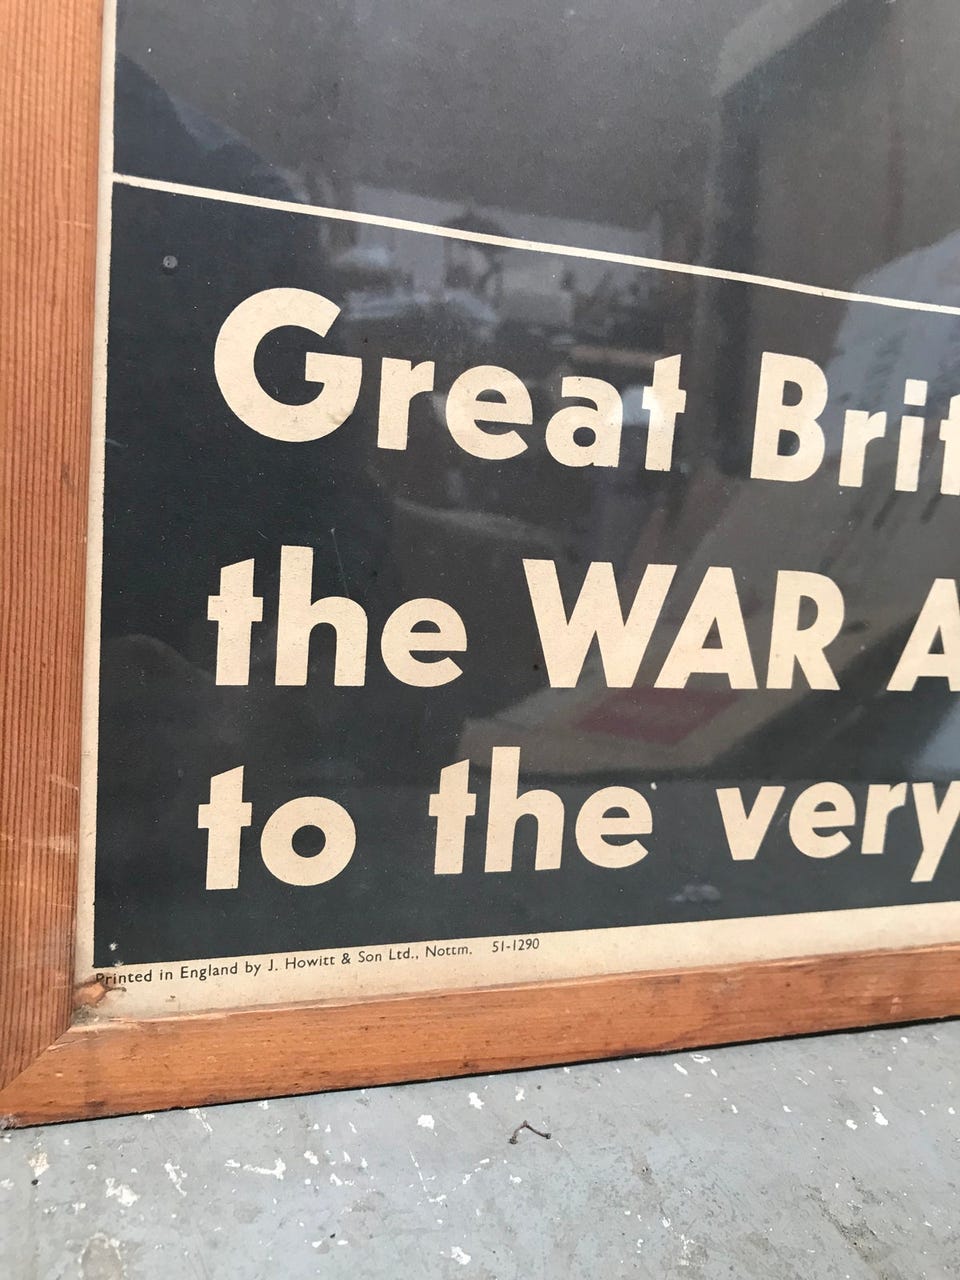 Great Brit
the WAR A
to the very
Printed in England by J. Howitt & Son Ltd., Nottm. 51-1290